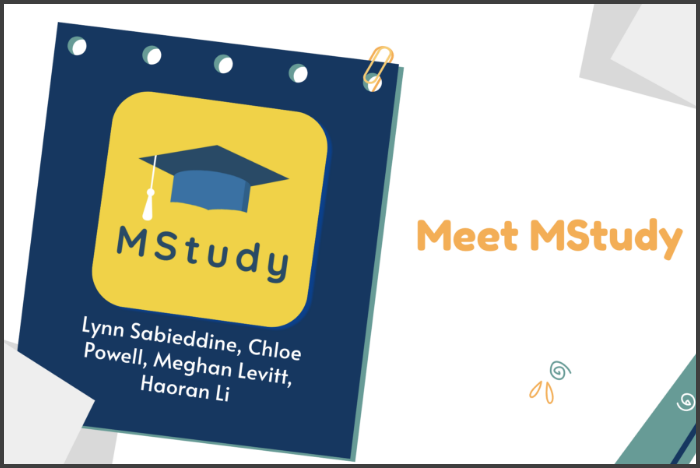 MStudy
Lynn Sabieddine, Chloe
Powell, Meghan Levitt,
Haoran Li
Meet MStudy